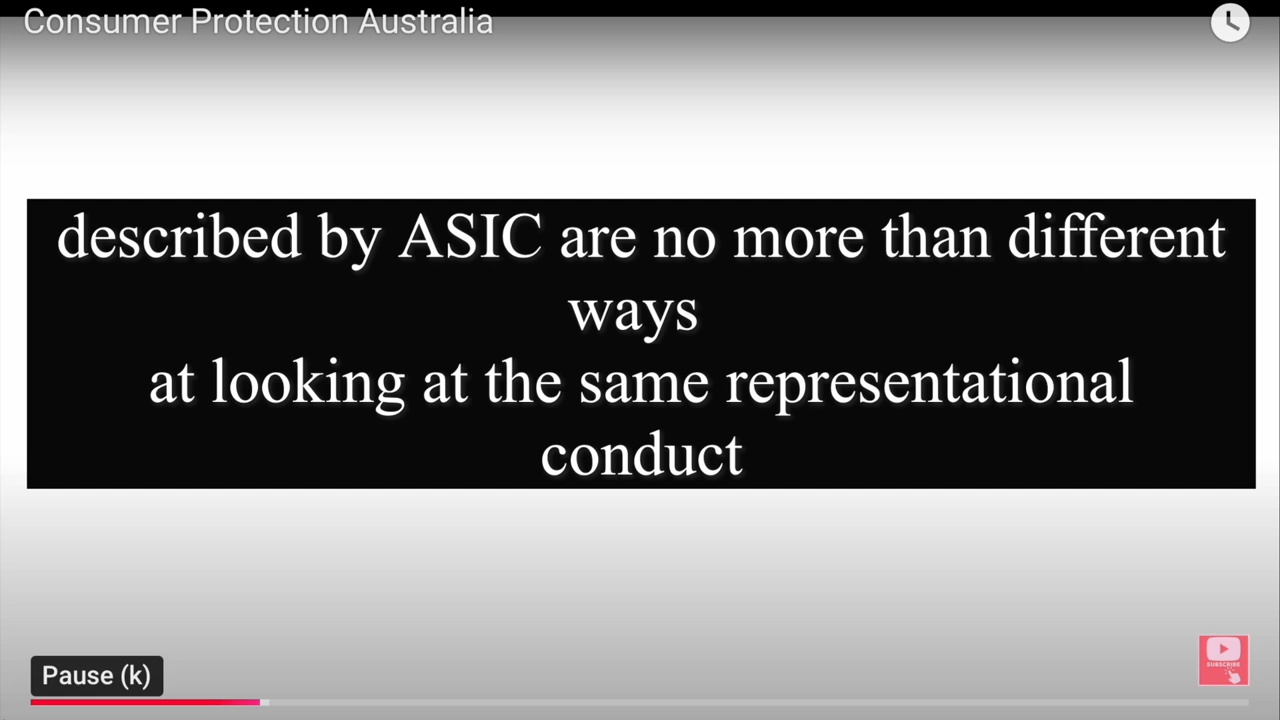 Consumer Protection Australia
described by ASIC are no more than different
ways
at looking at the same representational
conduct
Pause (k)
SUBSCRIBE